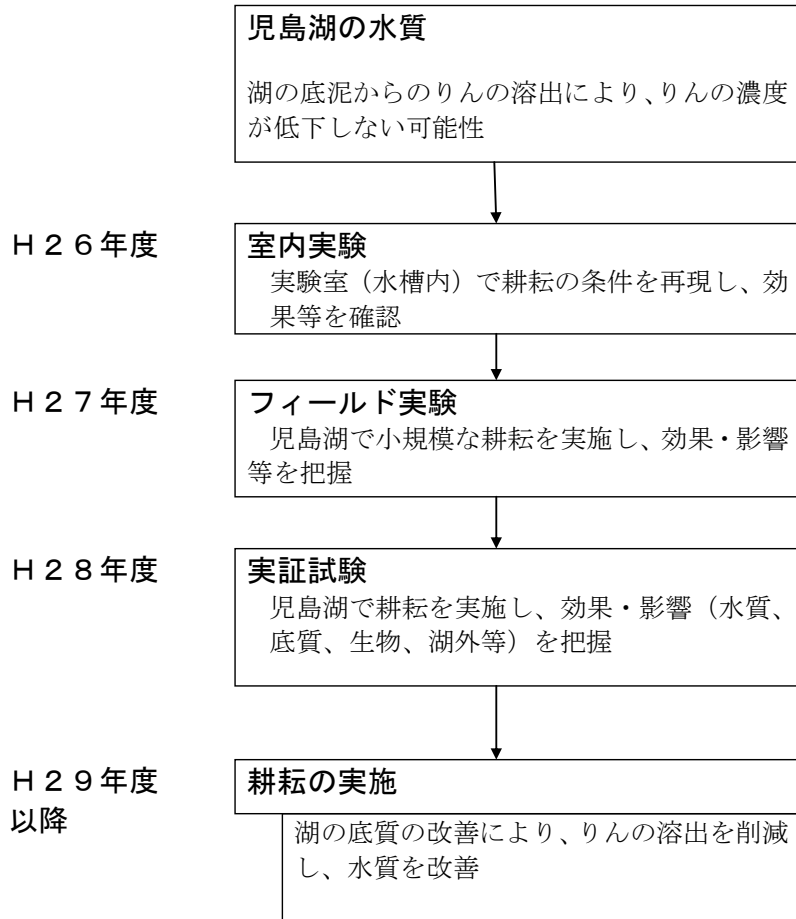 児島湖の水質
湖の底泥からのりんの溶出により、りんの濃度
が低下しない可能性
H26年度
室内実験
実験室（水槽内）で耕耘の条件を再現し、効
果等を確認
H27年度
フィールド実験
児島湖で小規模な耕耘を実施し、効果・影響
等を把握
H28年度
実証試験
児島湖で耕耘を実施し、効果・影響（水質、
底質、生物、湖外等）を把握
H29年度
以降
耕耘の実施
湖の底質の改善により、りんの溶出を削減
し、水質を改善